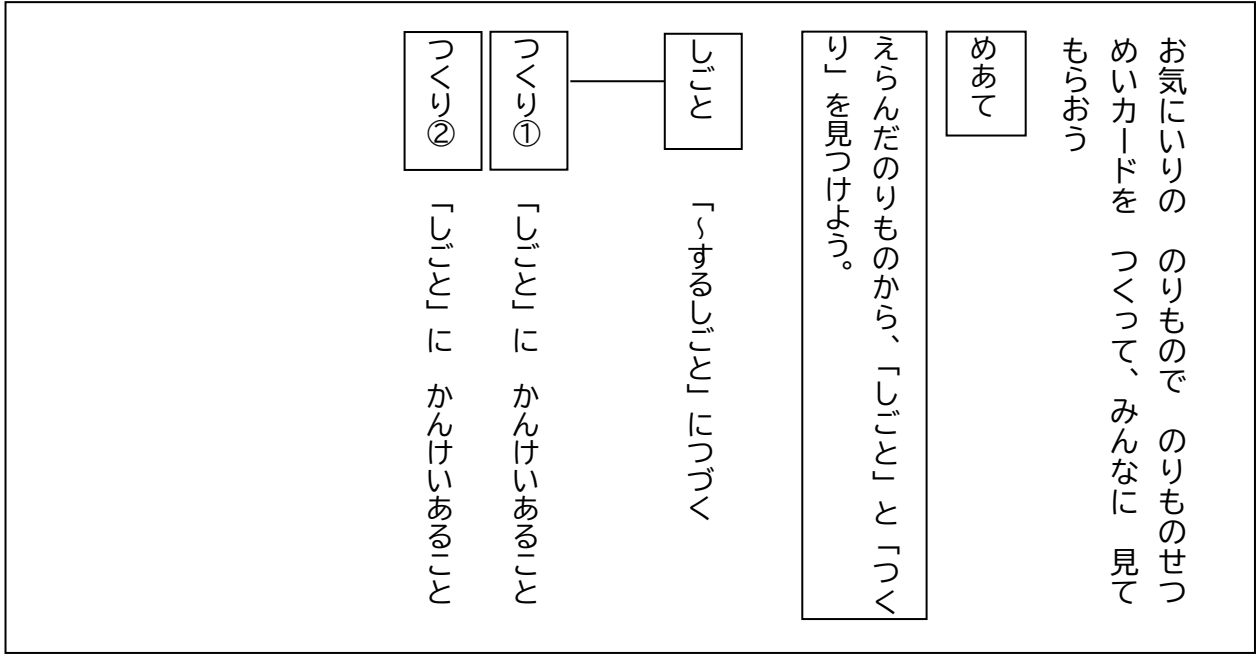 お気にいりの　のりもので　のりものせつ
めいカードを　つくって、みんなに　見て
もらおう
めあて
えらんだのりものから、「しごと」と「つく
り」を見つけよう。
しごと　「～するしごと」につづく
つくり①　「しごと」に　かんけいあること
つくり②　「しごと」に　かんけいあること